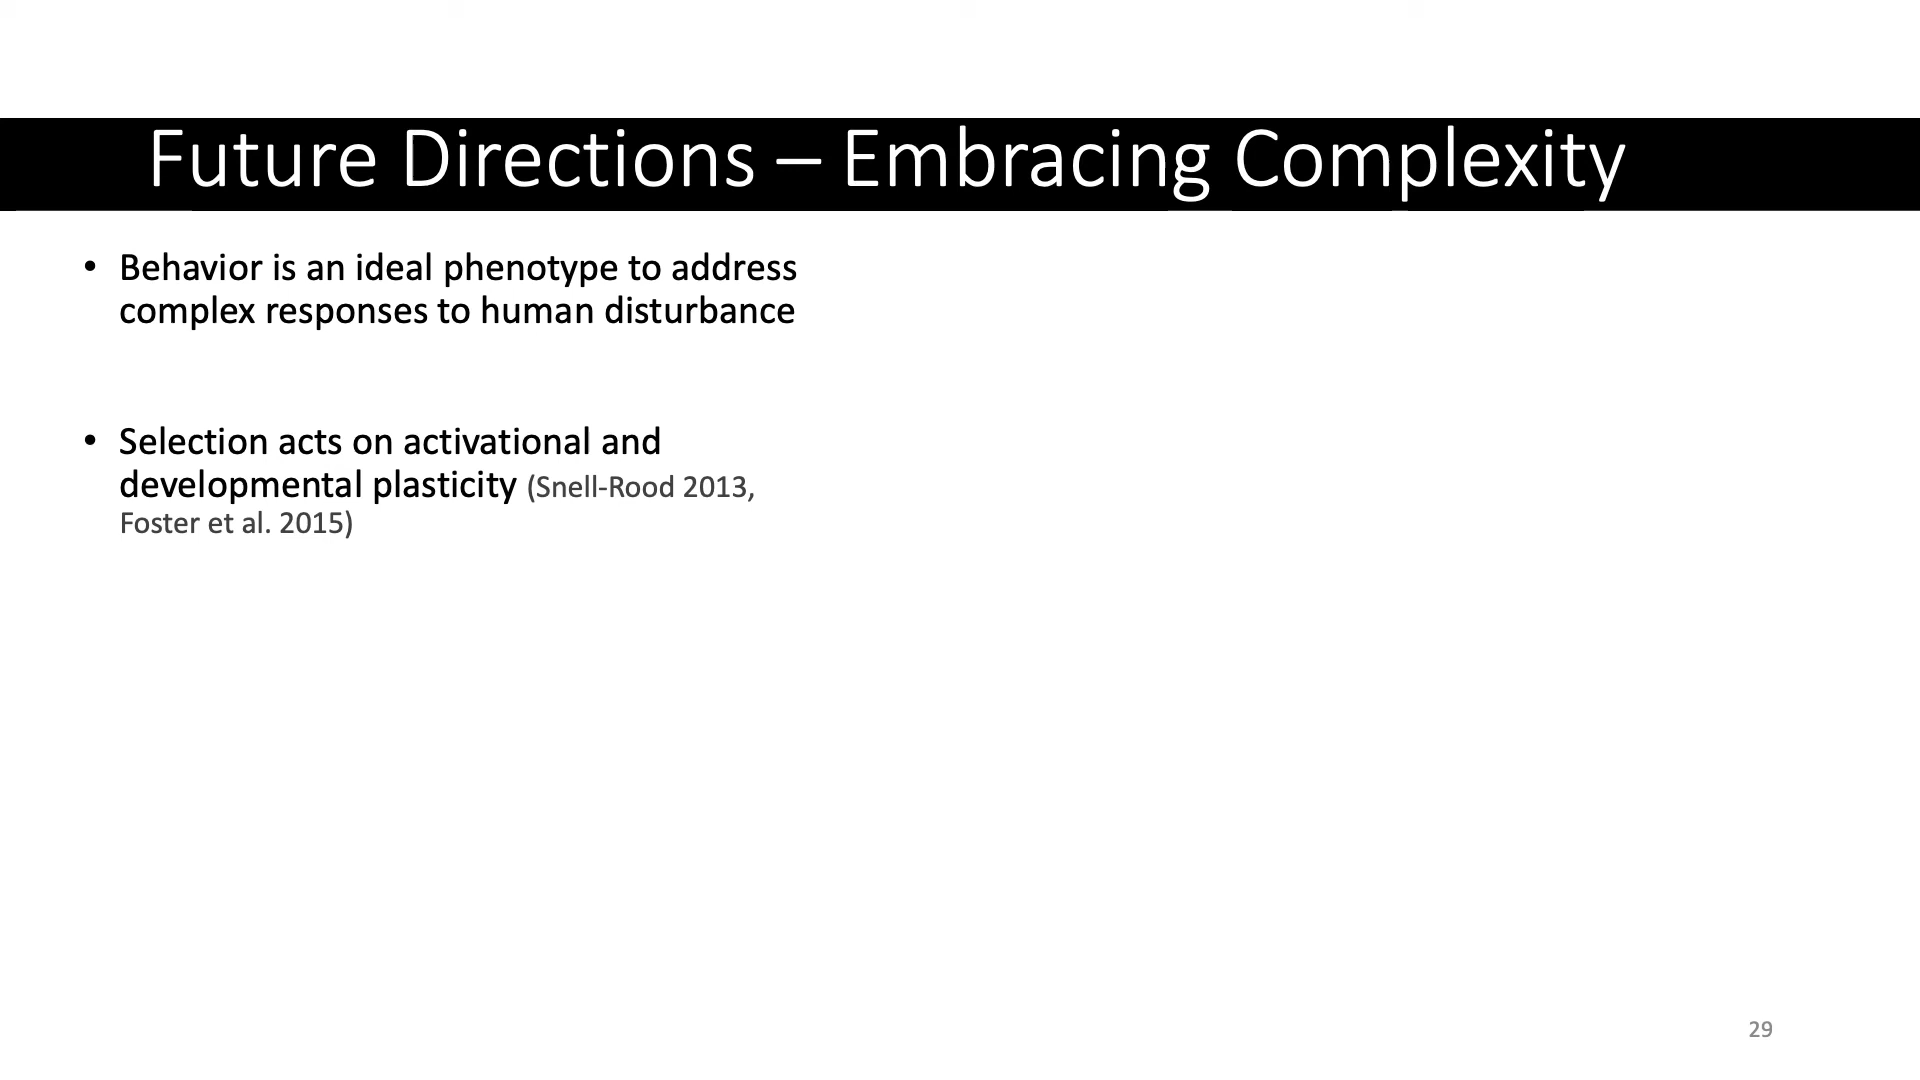 Future Directions – Embracing Complexity
• Behavior is an ideal phenotype to address
complex responses to human disturbance
• Selection acts on activational and
developmental plasticity (Snell-Rood 2013,
Foster et al. 2015)
29